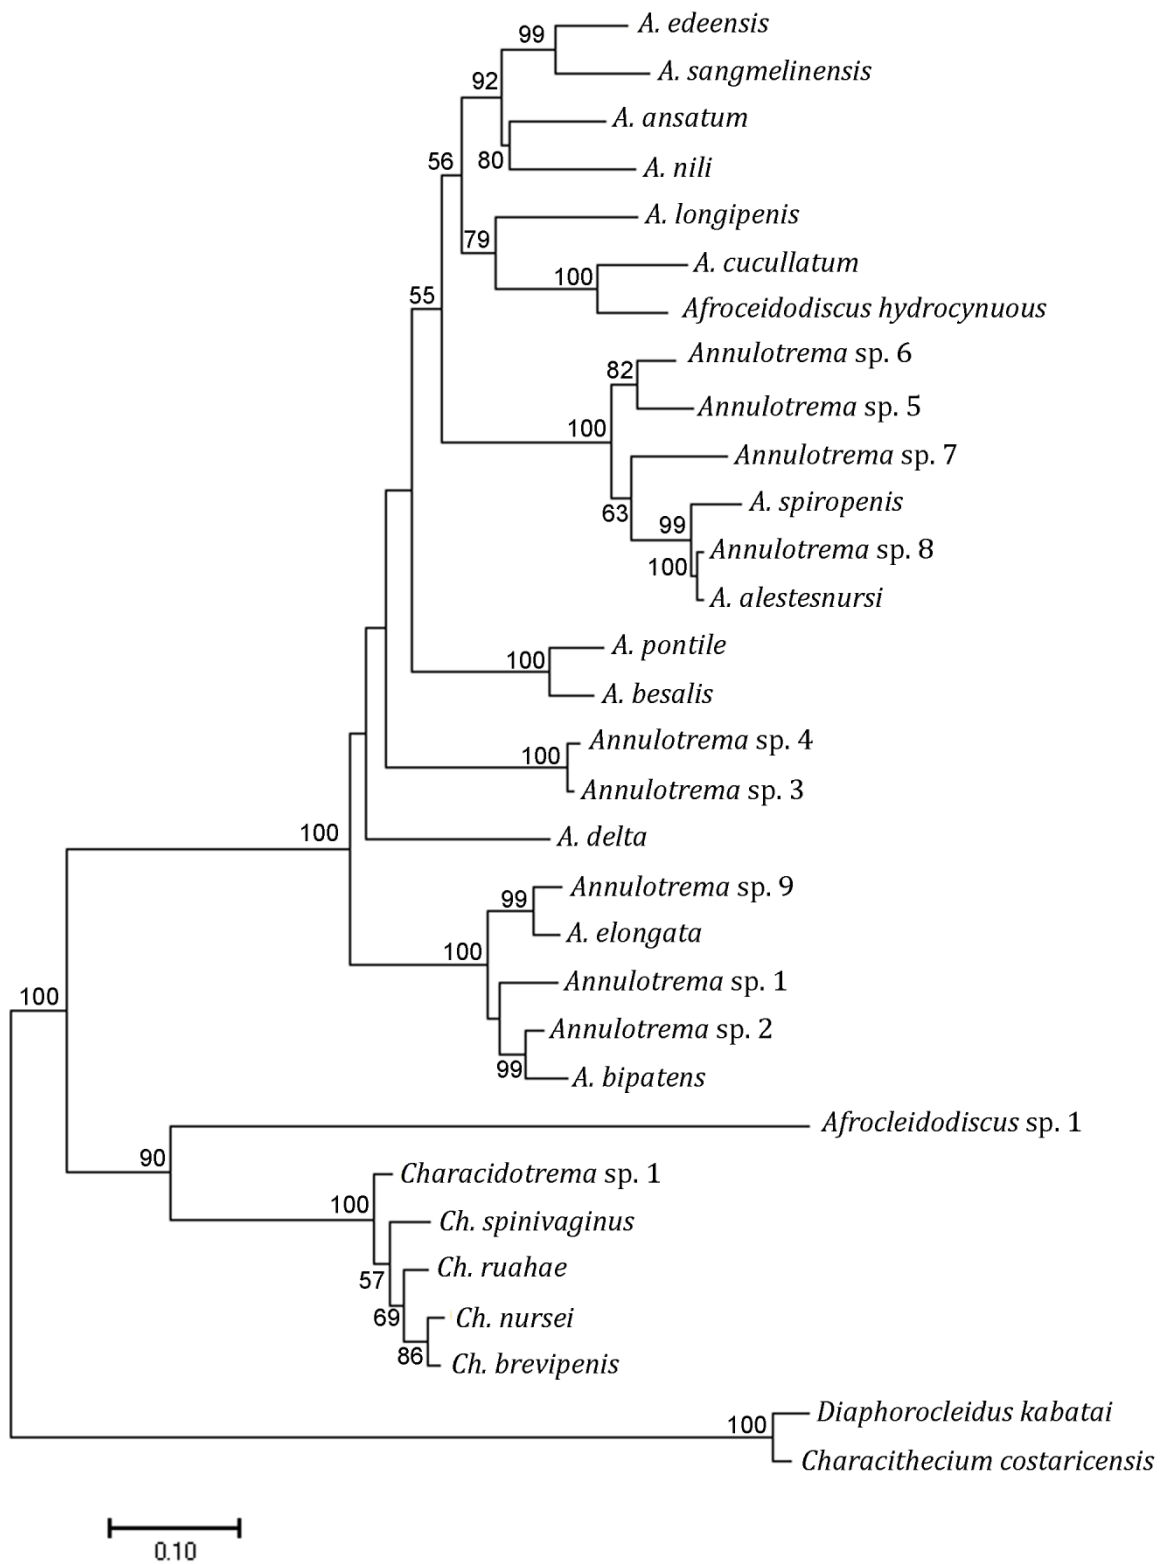 A. edeensis
99
A. sangmelinensis
92
A. ansatum
80
A. nili
56
A. longipenis
79
A. cucullatum
100
Afroceidodiscus hydrocynuous
55
Annulotrema sp. 6
82
Annulotrema sp. 5
100
Annulotrema sp. 7
A. spiropenis
63
99
Annulotrema sp. 8
100
A. alestesnursi
A. pontile
100
A. besalis
Annulotrema sp. 4
100
Annulotrema sp. 3
100
A. delta
Annulotrema sp. 9
99
A. elongata
100
Annulotrema sp. 1
100
Annulotrema sp. 2
99
A. bipatens
Afrocleidodiscus sp. 1
90
Characidotrema sp. 1
100
Ch. spinivaginus
57
Ch. ruahae
69
Ch. nursei
86
Ch. brevipenis
Diaphorocleidus kabatai
100
Characithecium costaricensis
0.10